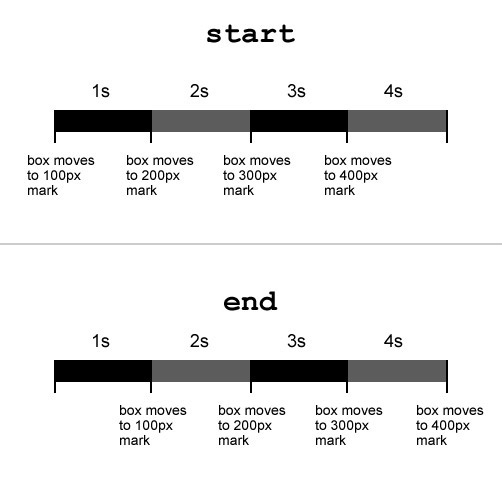 start
1s 2s 3s 4s
box moves
to 100px
mark
box moves
to 200px
mark
box moves
to 300px
mark
box moves
to 400px
mark
end
1s 2s 3s 4s
box moves
to 100px
mark
box moves
to 200px
mark
box moves
to 300px
mark
box moves
to 400px
mark